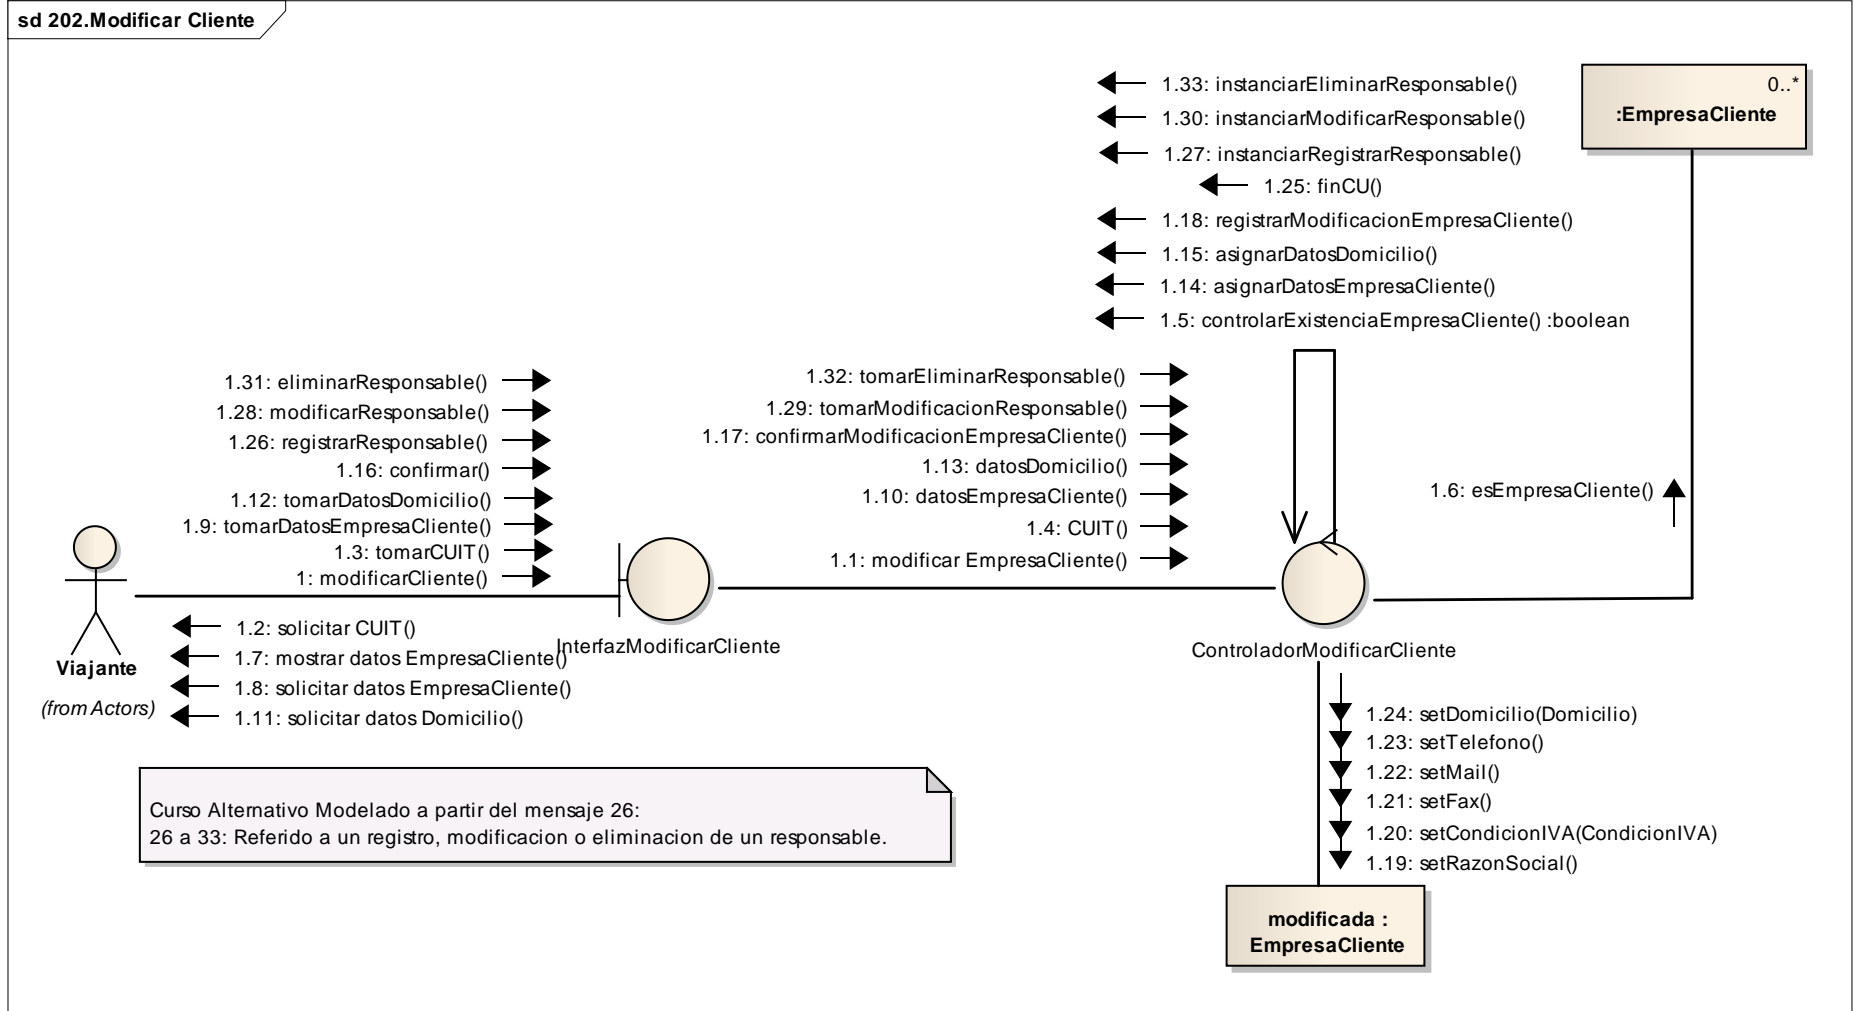 sd 202.Modificar Cliente
0..*
:EmpresaCliente
1.33: instanciarEliminarResponsable()
1.30: instanciarModificarResponsable()
1.27: instanciarRegistrarResponsable()
1.25: finCU()
1.18: registrarModificacionEmpresaCliente()
1.15: asignarDatosDomicilio()
1.14: asignarDatosEmpresaCliente()
1.5: controlarExistenciaEmpresaCliente() :boolean
1.31: eliminarResponsable()
1.28: modificarResponsable()
1.26: registrarResponsable()
1.16: confirmar()
1.12: tomarDatosDomicilio()
1.9: tomarDatosEmpresaCliente()
1.3: tomarCUIT()
1: modificarCliente()
1.32: tomarEliminarResponsable()
1.29: tomarModificacionResponsable()
1.17: confirmarModificacionEmpresaCliente()
1.13: datosDomicilio()
1.10: datosEmpresaCliente()
1.4: CUIT()
1.1: modificar EmpresaCliente()
1.6: esEmpresaCliente()
1.2: solicitar CUIT()
1.7: mostrar datos EmpresaCliente()
1.8: solicitar datos EmpresaCliente()
1.11: solicitar datos Domicilio()
Viajante
(from Actors)
InterfazModificarCliente
ControladorModificarCliente
1.24: setDomicilio(Domicilio)
1.23: setTelefono()
1.22: setMail()
1.21: setFax()
1.20: setCondicionIVA(CondicionIVA)
1.19: setRazonSocial()
Curso Alternativo Modelado a partir del mensaje 26:
26 a 33: Referido a un registro, modificacion o eliminacion de un responsable.
modificada :
EmpresaCliente